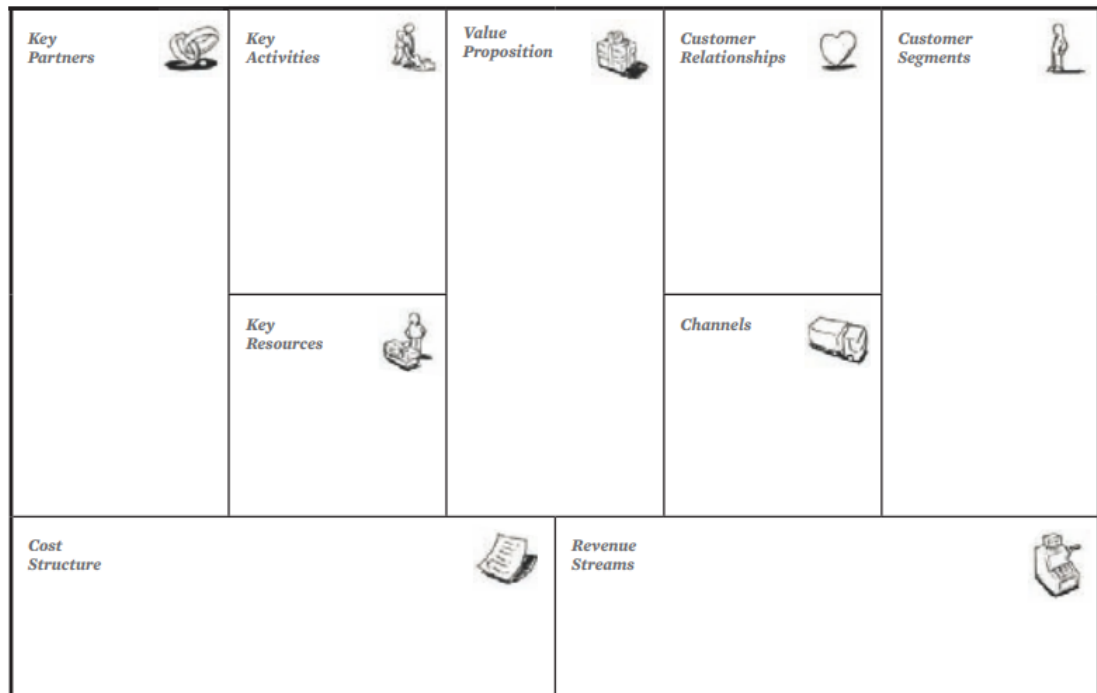 Key
Partners
Key
Activities
Value
Proposition
Customer
Relationships
Customer
Segments
Key
Resources
Channels
Cost
Structure
Revenue
Streams